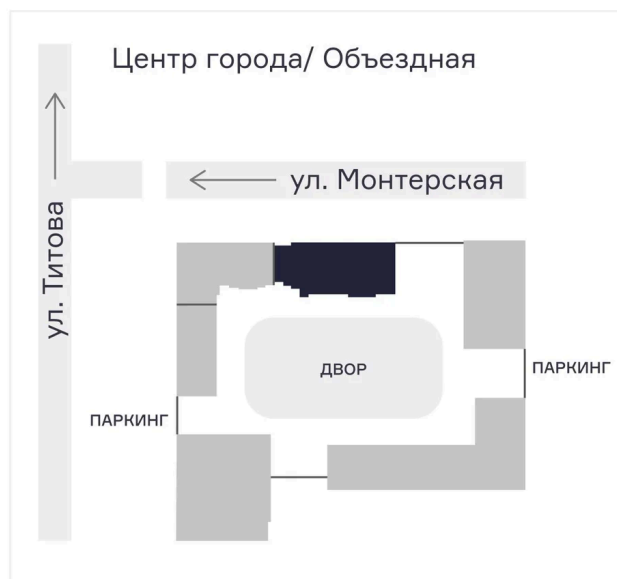 Центр города/ Объездная
ул. Монтерская
ул. Титова
ДВОР
ПАРКИНГ
ПАРКИНГ